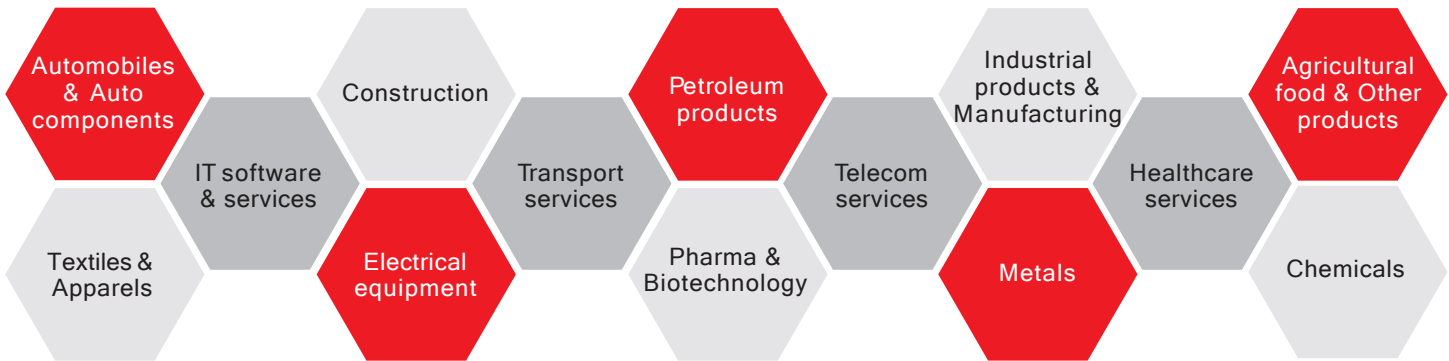 Automobiles
& Auto
components
Construction
Petroleum
products
Industrial
products &
Manufacturing
Agricultural
food & Other
products
IT software
& services
Transport
services
Telecom
services
Healthcare
services
Textiles &
Apparels
Electrical
equipment
Pharma &
Biotechnology
Metals
Chemicals